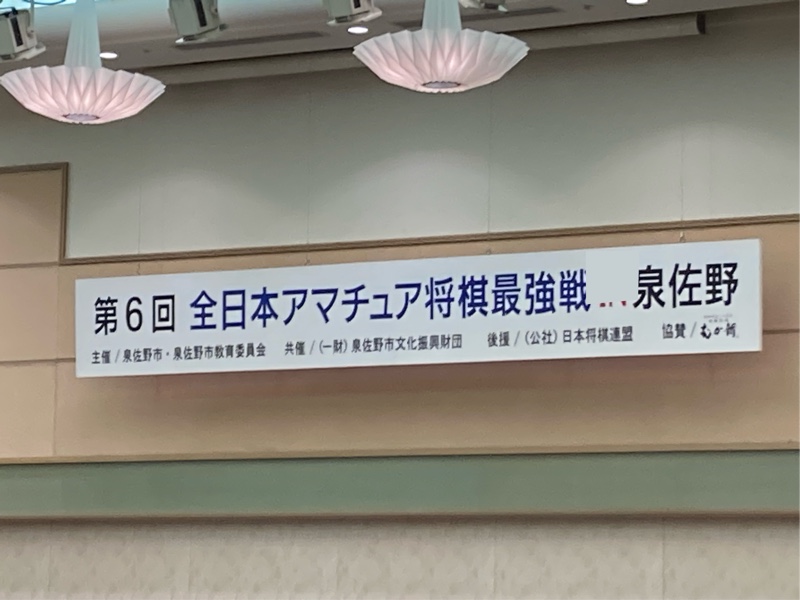 第6回 全日本アマチュア将棋最強戦 泉佐野
主催／泉佐野市・泉佐野市教育委員会 共催／(一財)泉佐野市文化振興財団 後援／(公社)日本将棋連盟 協賛／むか新